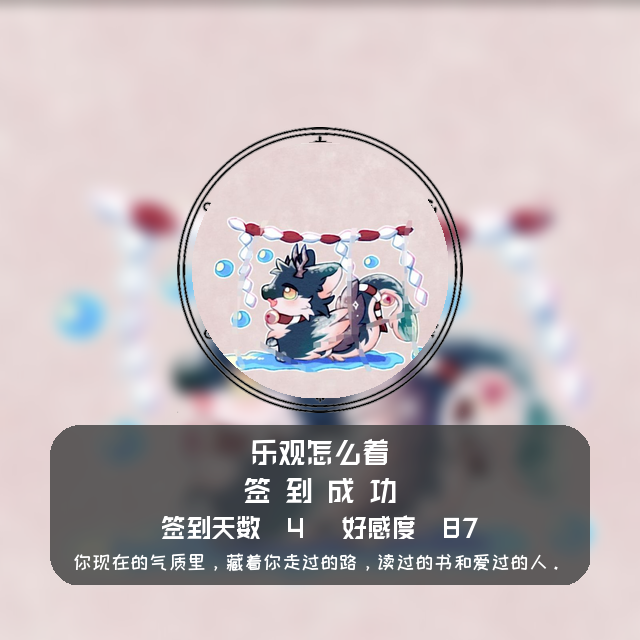 乐观怎么着
签 到 成 功
签到天数 4 好感度 87
你现在的气质里，藏着你走过的路，读过的书和爱过的人．